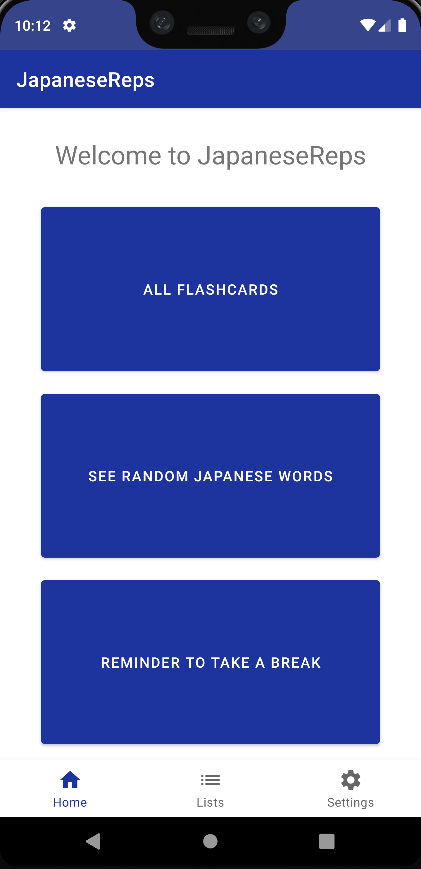 10:12
JapaneseReps
Welcome to JapaneseReps
ALL FLASHCARDS
SEE RANDOM JAPANESE WORDS
REMINDER TO TAKE A BREAK
Home Lists Settings